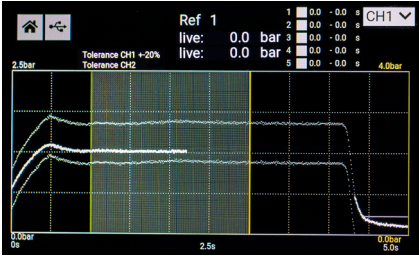 Ref 1
live: 0.0 bar
live: 0.0 bar
1 0.0 - 0.0 s
2 0.0 - 0.0 s
3 0.0 - 0.0 s
4 0.0 - 0.0 s
5 0.0 - 0.0 s
CH1
Tolerance CH1 +-20%
Tolerance CH2
2.5bar
4.0bar
0.0bar
0.0bar
0s
2.5s
5.0s